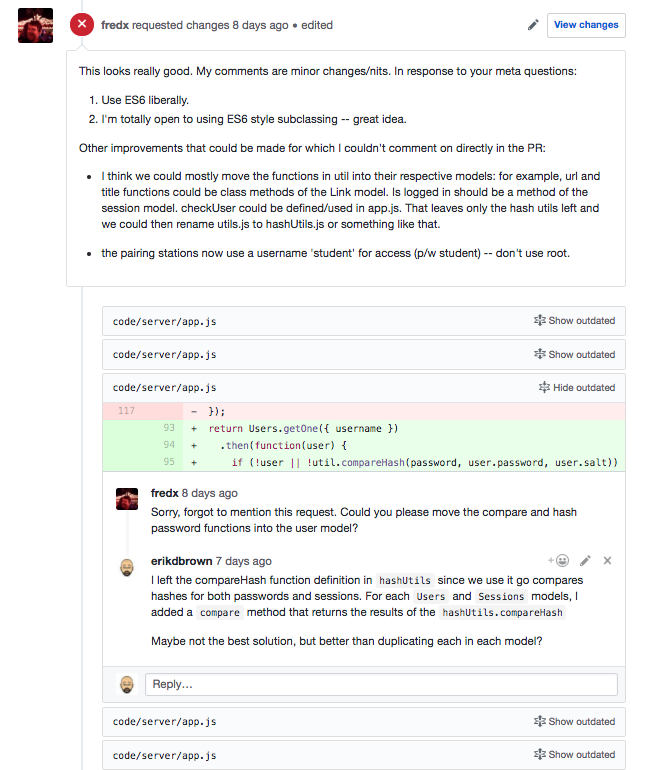 fredx requested changes 8 days ago • edited
View changes
This looks really good. My comments are minor changes/nits. In response to your meta questions:
1. Use ES6 liberally.
2. I'm totally open to using ES6 style subclassing -- great idea.
Other improvements that could be made for which I couldn't comment on directly in the PR:
• I think we could mostly move the functions in util into their respective models: for example, url and
title functions could be class methods of the Link model. Is logged in should be a method of the
session model. checkUser could be defined/used in app.js. That leaves only the hash utils left and
we could then rename utils.js to hashUtils.js or something like that.
• the pairing stations now use a username 'student' for access (p/w student) -- don't use root.
code/server/app.js
Show outdated
code/server/app.js
Show outdated
code/server/app.js
Hide outdated
117 - });
93 + return Users.getOne({ username })
94 + .then(function(user) {
95 + if (!user || !util.compareHash(password, user.password, user.salt))
fredx 8 days ago
Sorry, forgot to mention this request. Could you please move the compare and hash
password functions into the user model?
erikdbrown 7 days ago
I left the compareHash function definition in hashUtils since we use it go compares
hashes for both passwords and sessions. For each Users and Sessions models, I
added a compare method that returns the results of the hashUtils.compareHash
Maybe not the best solution, but better than duplicating each in each model?
Reply…
code/server/app.js
Show outdated
code/server/app.js
Show outdated